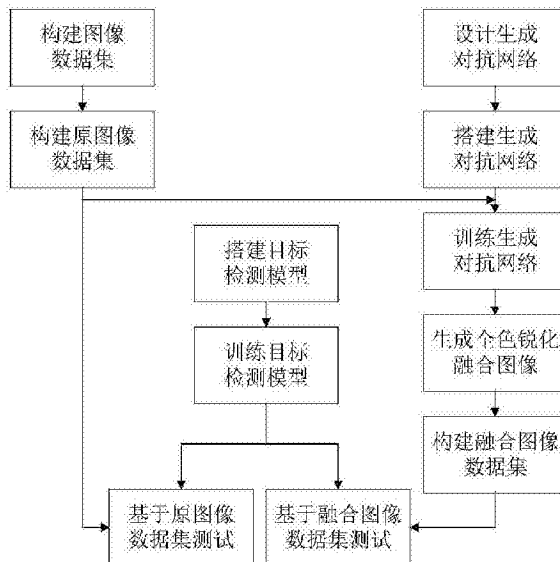 构建图像
数据集
设计生成
对抗网络
构建原图像
数据集
搭建生成
对抗网络
搭建目标
检测模型
训练生成
对抗网络
训练目标
检测模型
生成全色锐化
融合图像
构建融合图像
数据集
基于原图像
数据集测试
基于融合图像
数据集测试